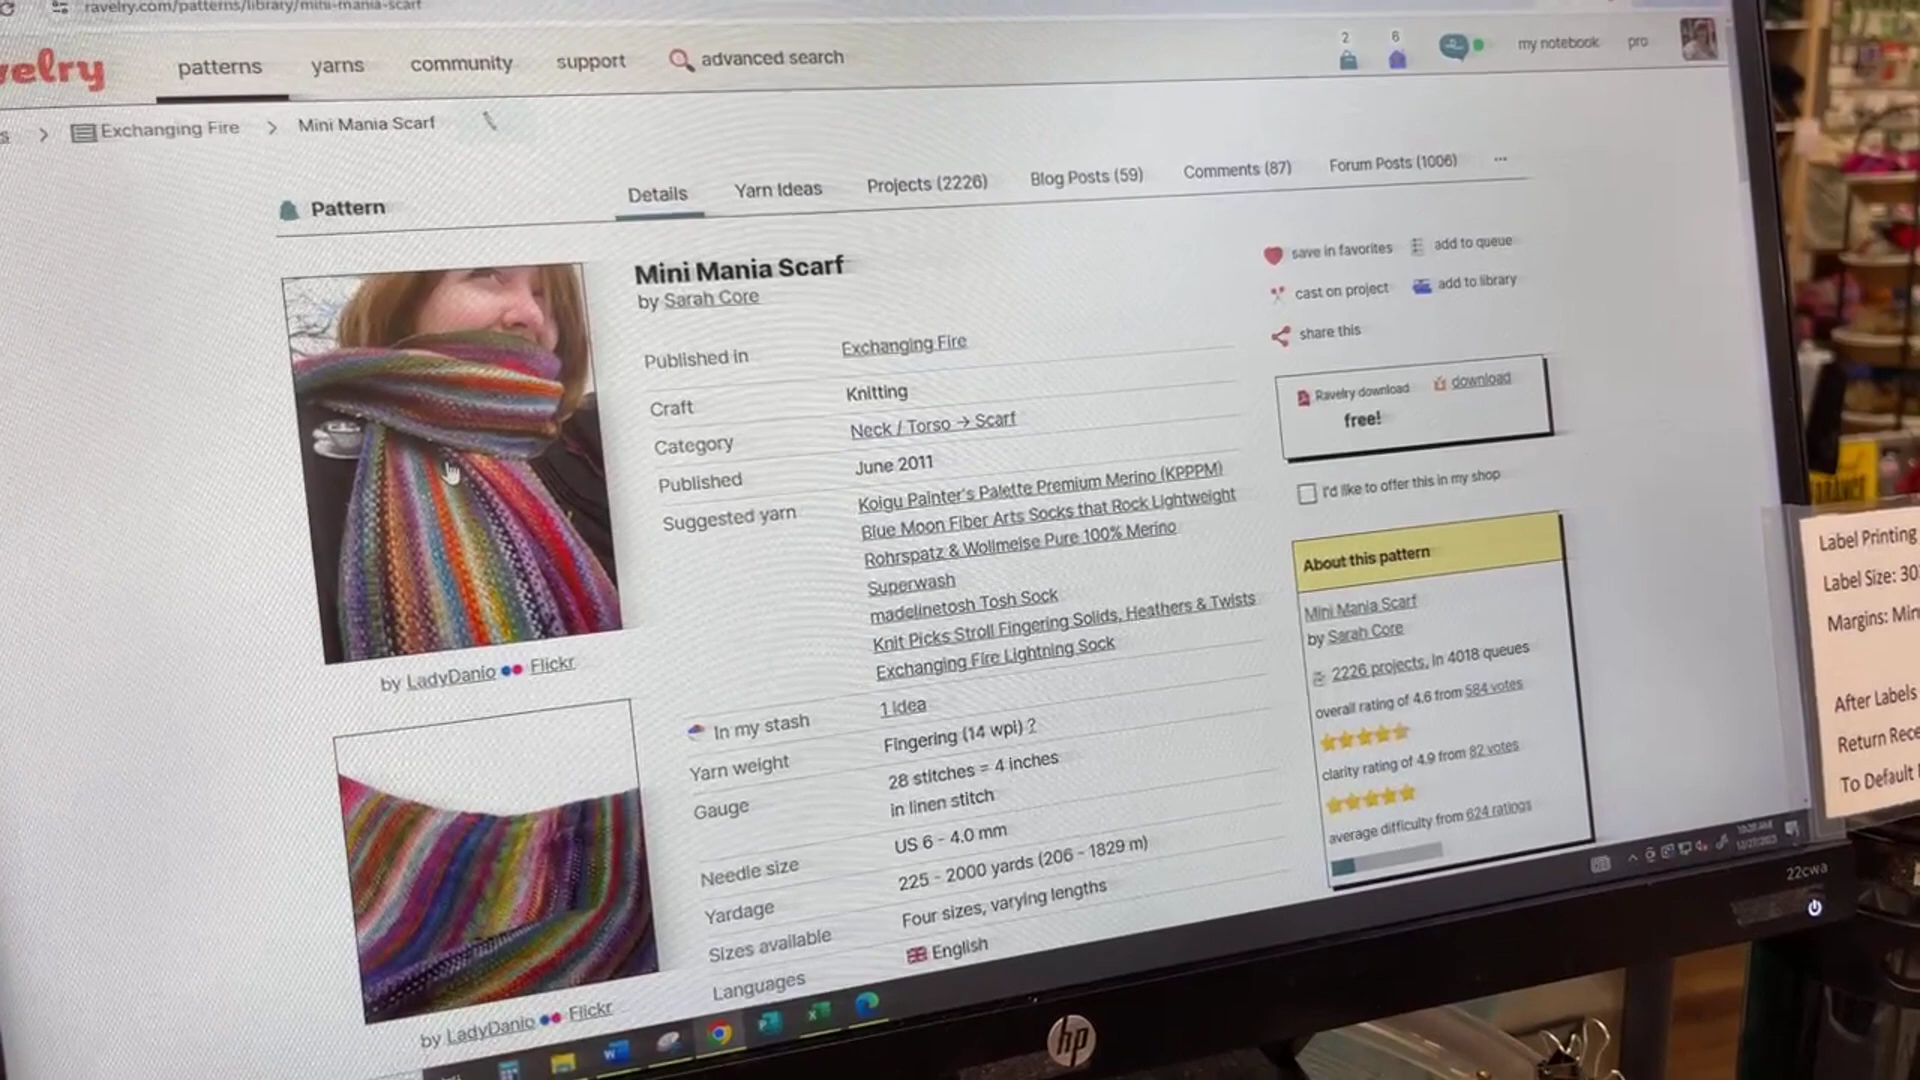 ravelry.com/patterns/library/mini-mania-scarf
velry
patterns
yarns
community
support
advanced search
2
6
my notebook
pro
s > Exchanging Fire > Mini Mania Scarf
Pattern
Details
Yarn Ideas
Projects (2226)
Blog Posts (59)
Comments (87)
Forum Posts (1006)
...
Mini Mania Scarf
by Sarah Core
Published in Exchanging Fire
Craft Knitting
Category Neck / Torso → Scarf
Published June 2011
Suggested yarn Koigu Painter's Palette Premium Merino (KPPPM)
Blue Moon Fiber Arts Socks that Rock Lightweight
Rohrspatz & Wollmeise Pure 100% Merino
Superwash
madelinetosh Tosh Sock
Knit Picks Stroll Fingering Solids, Heathers & Twists
Exchanging Fire Lightning Sock
In my stash 1 idea
Yarn weight Fingering (14 wpi) ?
Gauge 28 stitches = 4 inches
in linen stitch
Needle size US 6 - 4.0 mm
Yardage 225 - 2000 yards (206 - 1829 m)
Sizes available Four sizes, varying lengths
Languages English
by LadyDanio Flickr
by LadyDanio Flickr
save in favorites
add to queue
cast on project
add to library
share this
Ravelry download
download
free!
I'd like to offer this in my shop
About this pattern
Mini Mania Scarf
by Sarah Core
2226 projects, in 4018 queues
overall rating of 4.6 from 584 votes
clarity rating of 4.9 from 82 votes
average difficulty from 624 ratings
22cwa
hp
Label Printing
Label Size: 30
Margins: Min
After Labels
Return Rece
To Default